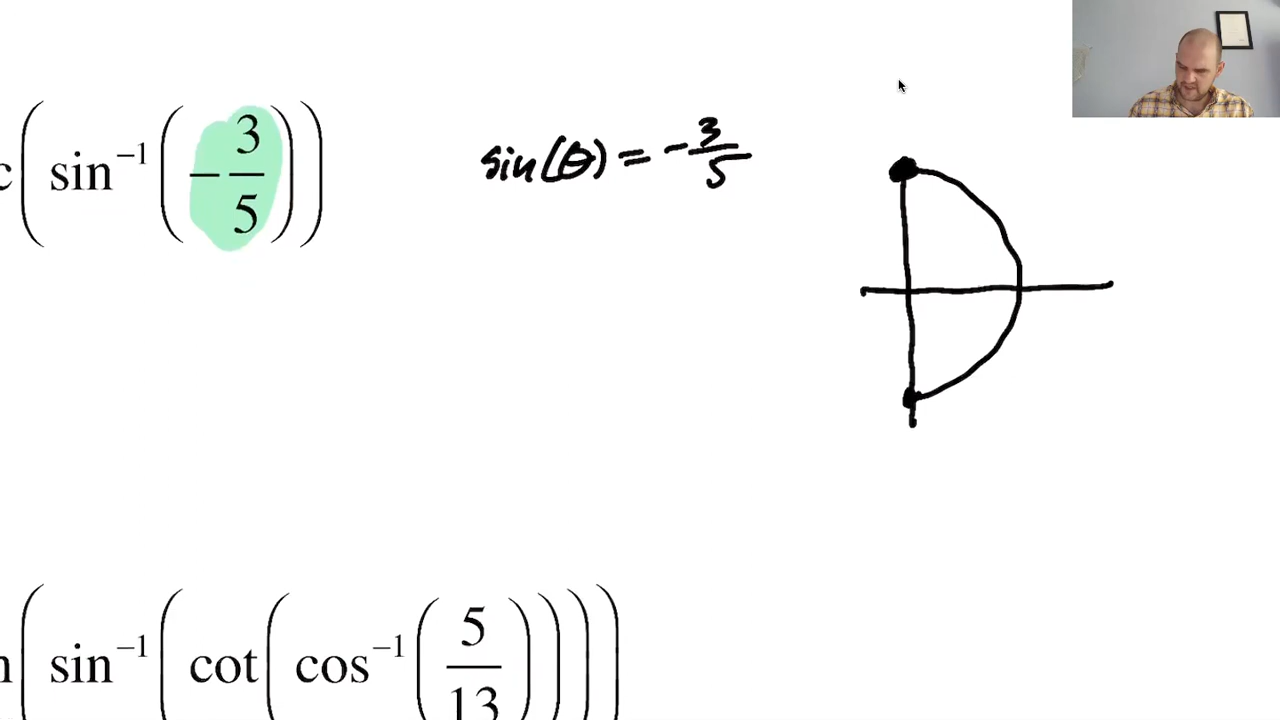 c(sin⁻¹(−3/5))
sin(θ) = −3/5
n(sin⁻¹(cot(cos⁻¹(5/13))))